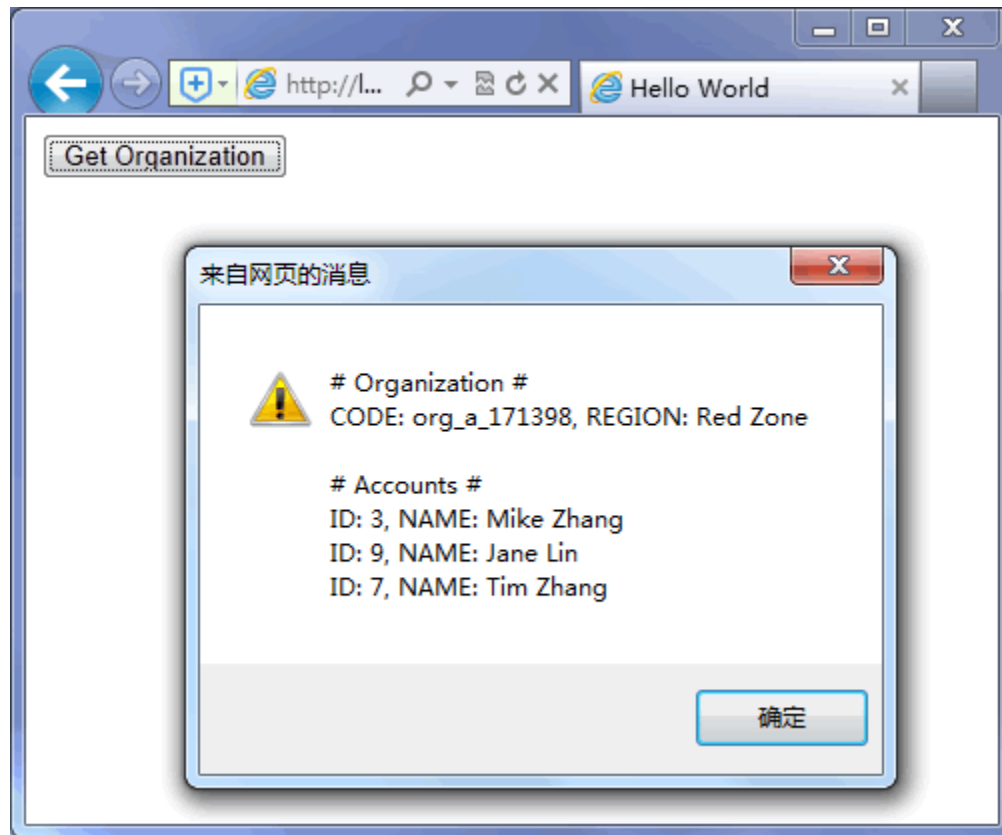 http://l...
Hello World
Get Organization
来自网页的消息
# Organization #
CODE: org_a_171398, REGION: Red Zone
# Accounts #
ID: 3, NAME: Mike Zhang
ID: 9, NAME: Jane Lin
ID: 7, NAME: Tim Zhang
确定